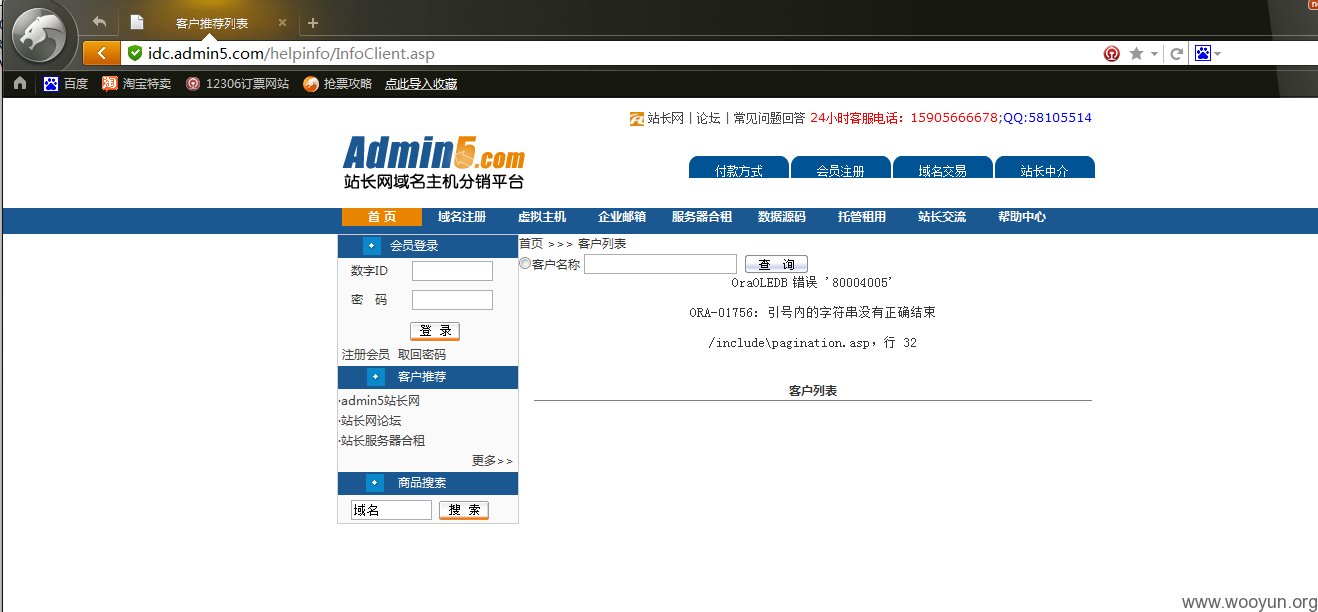 客户推荐列表
idc.admin5.com/helpinfo/InfoClient.asp
百度 淘宝特卖 12306订票网站 抢票攻略 点此导入收藏
站长网 | 论坛 | 常见问题回答 24小时客服电话：15905666678;QQ:58105514
Admin5.com
站长网域名主机分销平台
付款方式 会员注册 域名交易 站长中介
首 页 域名注册 虚拟主机 企业邮箱 服务器合租 数据源码 托管租用 站长交流 帮助中心
会员登录
数字ID
密 码
登 录
注册会员 取回密码
客户推荐
·admin5站长网
·站长网论坛
·站长服务器合租
更多>>
商品搜索
域名 搜 索
首页 >>> 客户列表
客户名称 查 询
OraOLEDB 错误 '80004005'
ORA-01756: 引号内的字符串没有正确结束
/include\pagination.asp，行 32
客户列表
www.wooyun.org